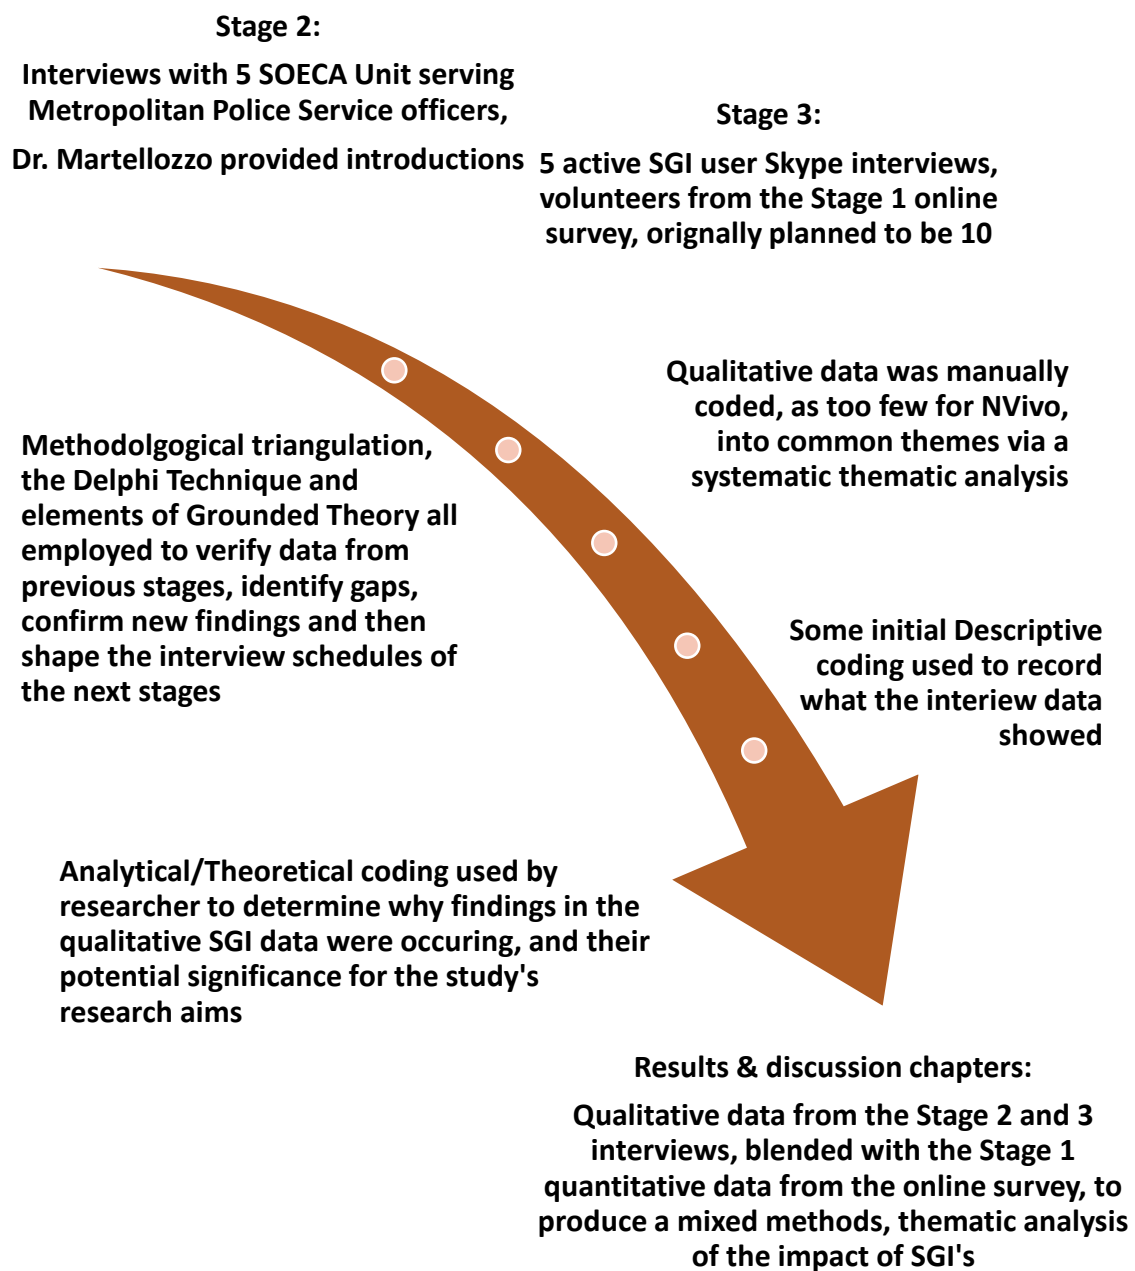 Stage 2:
Interviews with 5 SOECA Unit serving
Metropolitan Police Service officers,
Dr. Martellozzo provided introductions
Stage 3:
5 active SGI user Skype interviews,
volunteers from the Stage 1 online
survey, orignally planned to be 10
Methodolgogical triangulation,
the Delphi Technique and
elements of Grounded Theory all
employed to verify data from
previous stages, identify gaps,
confirm new findings and then
shape the interview schedules of
the next stages
Qualitative data was manually
coded, as too few for NVivo,
into common themes via a
systematic thematic analysis
Some initial Descriptive
coding used to record
what the interiew data
showed
Analytical/Theoretical coding used by
researcher to determine why findings in the
qualitative SGI data were occuring, and their
potential significance for the study's
research aims
Results & discussion chapters:
Qualitative data from the Stage 2 and 3
interviews, blended with the Stage 1
quantitative data from the online survey, to
produce a mixed methods, thematic analysis
of the impact of SGI's